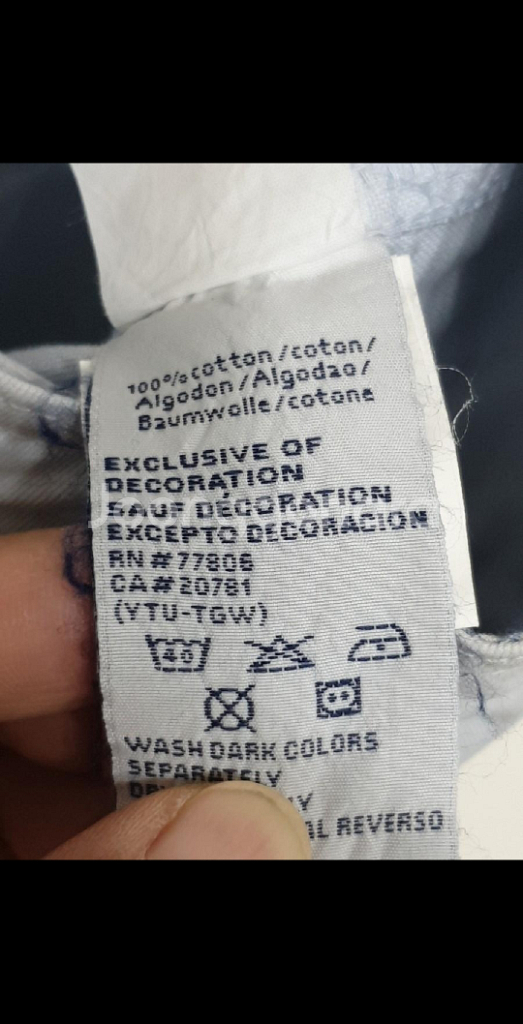 100% cotton/coton/
Algodon/Algodao/
Baumwolle/cotone
EXCLUSIVE OF
DECORATION
SAUF DÉCORATION
EXCEPTO DECORACION
RN #77806
CA#20781
(YTU-TGW)
40
WASH DARK COLORS
SEPARATELY
REVERSO